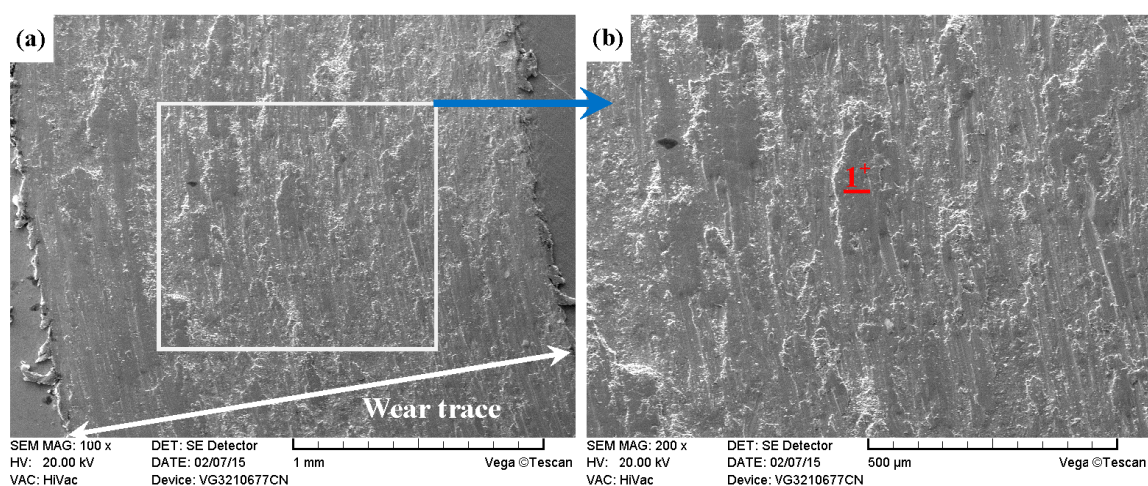 (a)
Wear trace
SEM MAG: 100 x DET: SE Detector
HV: 20.00 kV DATE: 02/07/15 1 mm Vega ©Tescan
VAC: HiVac Device: VG3210677CN
(b)
1+
SEM MAG: 200 x DET: SE Detector
HV: 20.00 kV DATE: 02/07/15 500 µm Vega ©Tescan
VAC: HiVac Device: VG3210677CN